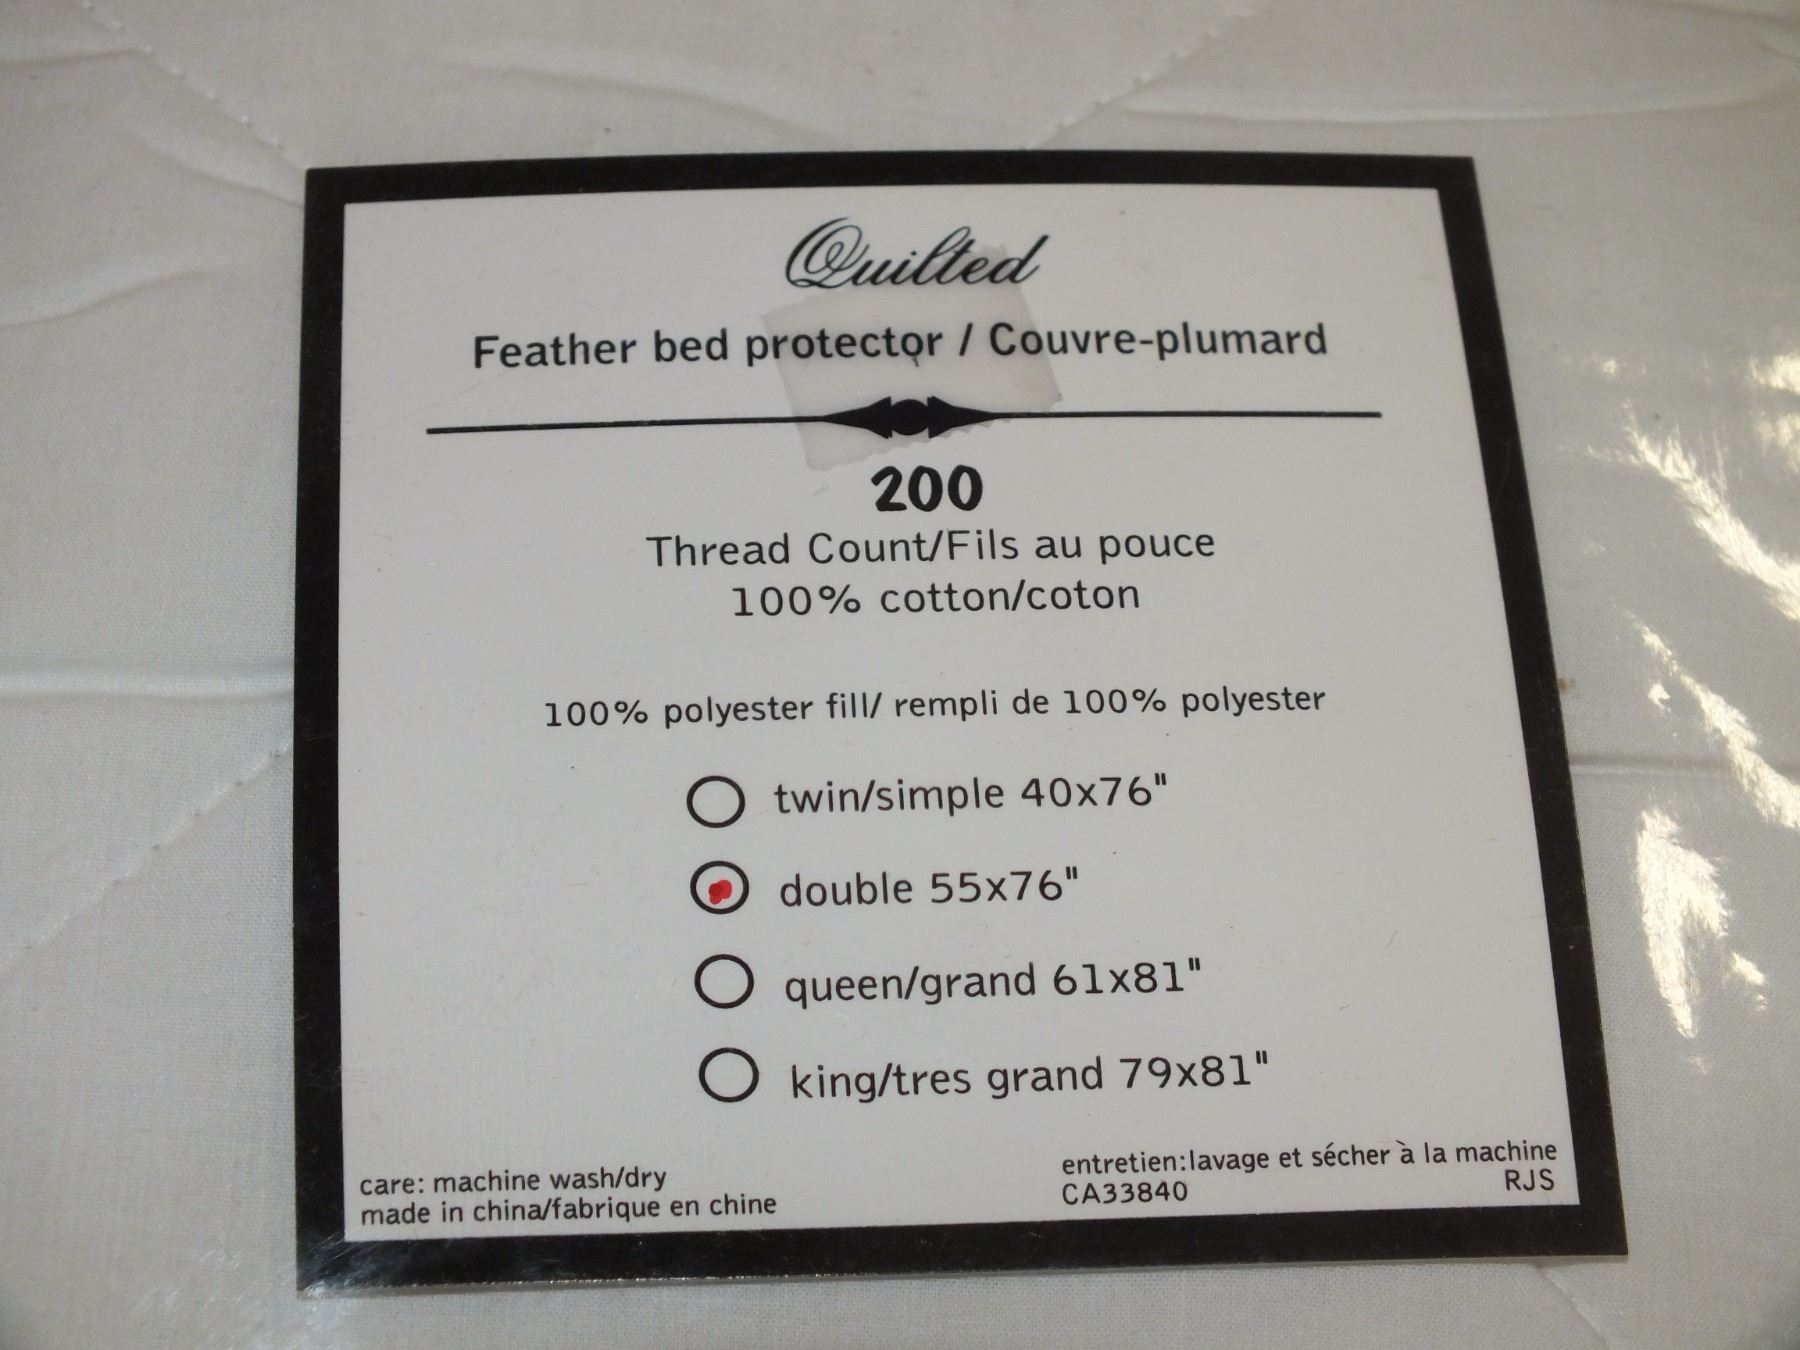 Quilted
Feather bed protector / Couvre-plumard
200
Thread Count/Fils au pouce
100% cotton/coton
100% polyester fill/ rempli de 100% polyester
twin/simple 40x76"
double 55x76"
queen/grand 61x81"
king/tres grand 79x81"
care: machine wash/dry
made in china/fabrique en chine
entretien:lavage et sécher à la machine
CA33840 RJS